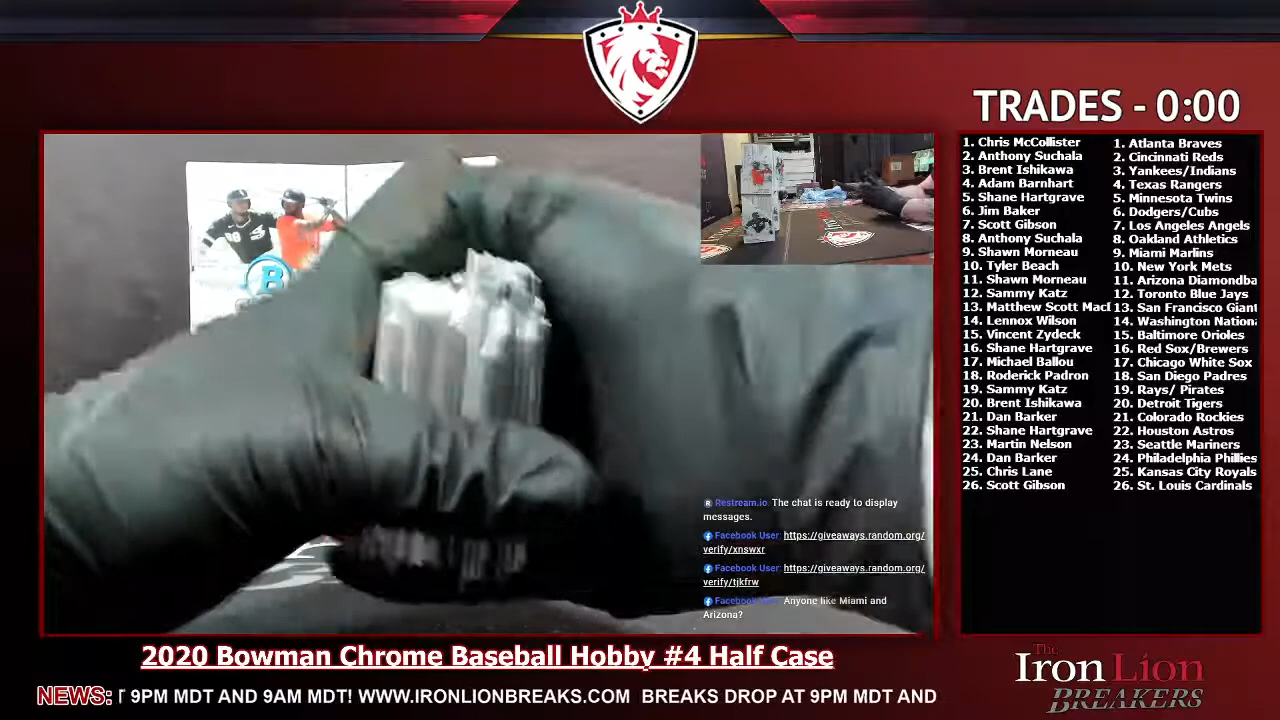 TRADES - 0:00
1. Chris McCollister
2. Anthony Suchala
3. Brent Ishikawa
4. Adam Barnhart
5. Shane Hartgrave
6. Jim Baker
7. Scott Gibson
8. Anthony Suchala
9. Shawn Morneau
10. Tyler Beach
11. Shawn Morneau
12. Sammy Katz
13. Matthew Scott Macl
14. Lennox Wilson
15. Vincent Zydeck
16. Shane Hartgrave
17. Michael Ballou
18. Roderick Padron
19. Sammy Katz
20. Brent Ishikawa
21. Dan Barker
22. Shane Hartgrave
23. Martin Nelson
24. Dan Barker
25. Chris Lane
26. Scott Gibson
1. Atlanta Braves
2. Cincinnati Reds
3. Yankees/Indians
4. Texas Rangers
5. Minnesota Twins
6. Dodgers/Cubs
7. Los Angeles Angels
8. Oakland Athletics
9. Miami Marlins
10. New York Mets
11. Arizona Diamondba
12. Toronto Blue Jays
13. San Francisco Giant
14. Washington Nationa
15. Baltimore Orioles
16. Red Sox/Brewers
17. Chicago White Sox
18. San Diego Padres
19. Rays/ Pirates
20. Detroit Tigers
21. Colorado Rockies
22. Houston Astros
23. Seattle Mariners
24. Philadelphia Phillies
25. Kansas City Royals
26. St. Louis Cardinals
B
Restream.io: The chat is ready to display
messages.
Facebook User: https://giveaways.random.org/
verify/xnswxr
Facebook User: https://giveaways.random.org/
verify/tjkfrw
Facebook User: Anyone like Miami and
Arizona?
2020 Bowman Chrome Baseball Hobby #4 Half Case
NEWS: T 9PM MDT AND 9AM MDT! WWW.IRONLIONBREAKS.COM BREAKS DROP AT 9PM MDT AND
The
Iron Lion
BREAKERS